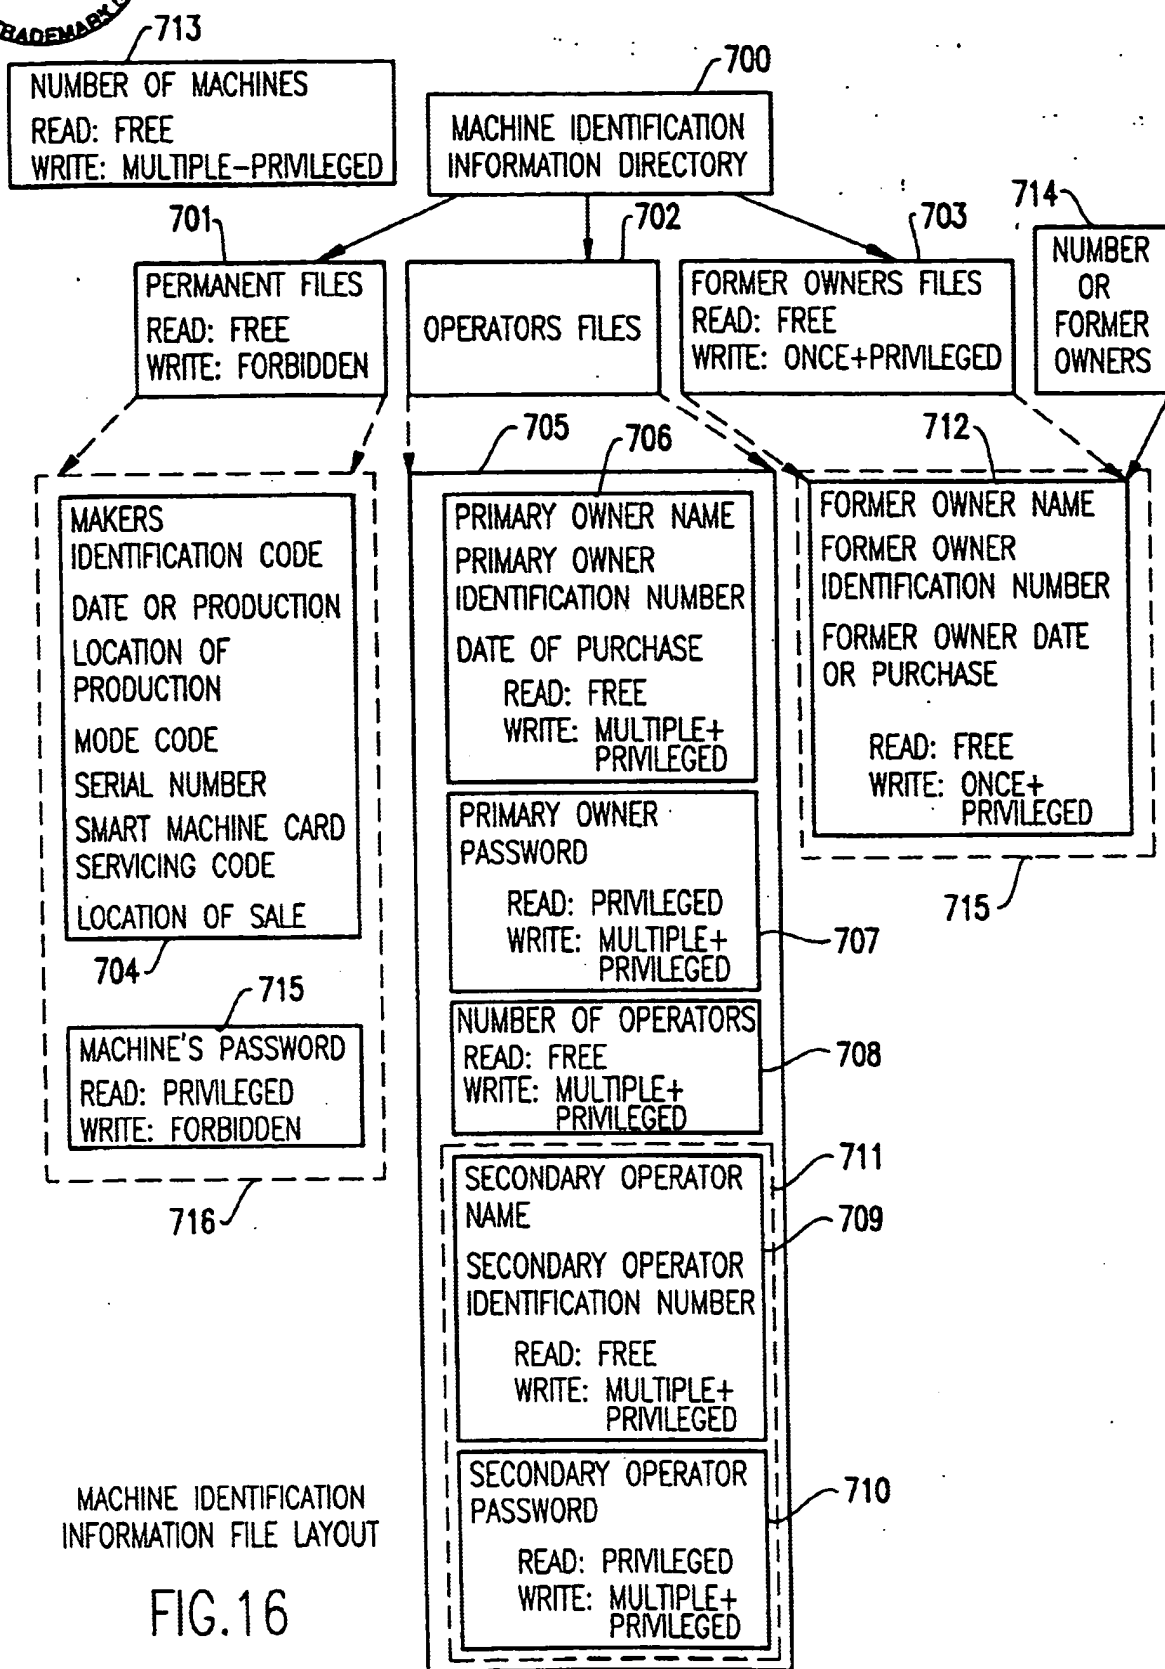 TRADEMARK
713
NUMBER OF MACHINES
READ: FREE
WRITE: MULTIPLE-PRIVILEGED
700
MACHINE IDENTIFICATION
INFORMATION DIRECTORY
701
PERMANENT FILES
READ: FREE
WRITE: FORBIDDEN
702
OPERATORS FILES
703
FORMER OWNERS FILES
READ: FREE
WRITE: ONCE+PRIVILEGED
714
NUMBER
OR
FORMER
OWNERS
MAKERS
IDENTIFICATION CODE
DATE OR PRODUCTION
LOCATION OF
PRODUCTION
MODE CODE
SERIAL NUMBER
SMART MACHINE CARD
SERVICING CODE
LOCATION OF SALE
704
715
MACHINE'S PASSWORD
READ: PRIVILEGED
WRITE: FORBIDDEN
716
705
706
PRIMARY OWNER NAME
PRIMARY OWNER
IDENTIFICATION NUMBER
DATE OF PURCHASE
READ: FREE
WRITE: MULTIPLE+
PRIVILEGED
PRIMARY OWNER
PASSWORD
READ: PRIVILEGED
WRITE: MULTIPLE+
PRIVILEGED
707
NUMBER OF OPERATORS
READ: FREE
WRITE: MULTIPLE+
PRIVILEGED
708
711
SECONDARY OPERATOR
NAME
709
SECONDARY OPERATOR
IDENTIFICATION NUMBER
READ: FREE
WRITE: MULTIPLE+
PRIVILEGED
SECONDARY OPERATOR
PASSWORD
710
READ: PRIVILEGED
WRITE: MULTIPLE+
PRIVILEGED
712
FORMER OWNER NAME
FORMER OWNER
IDENTIFICATION NUMBER
FORMER OWNER DATE
OR PURCHASE
READ: FREE
WRITE: ONCE+
PRIVILEGED
715
MACHINE IDENTIFICATION
INFORMATION FILE LAYOUT
FIG.16